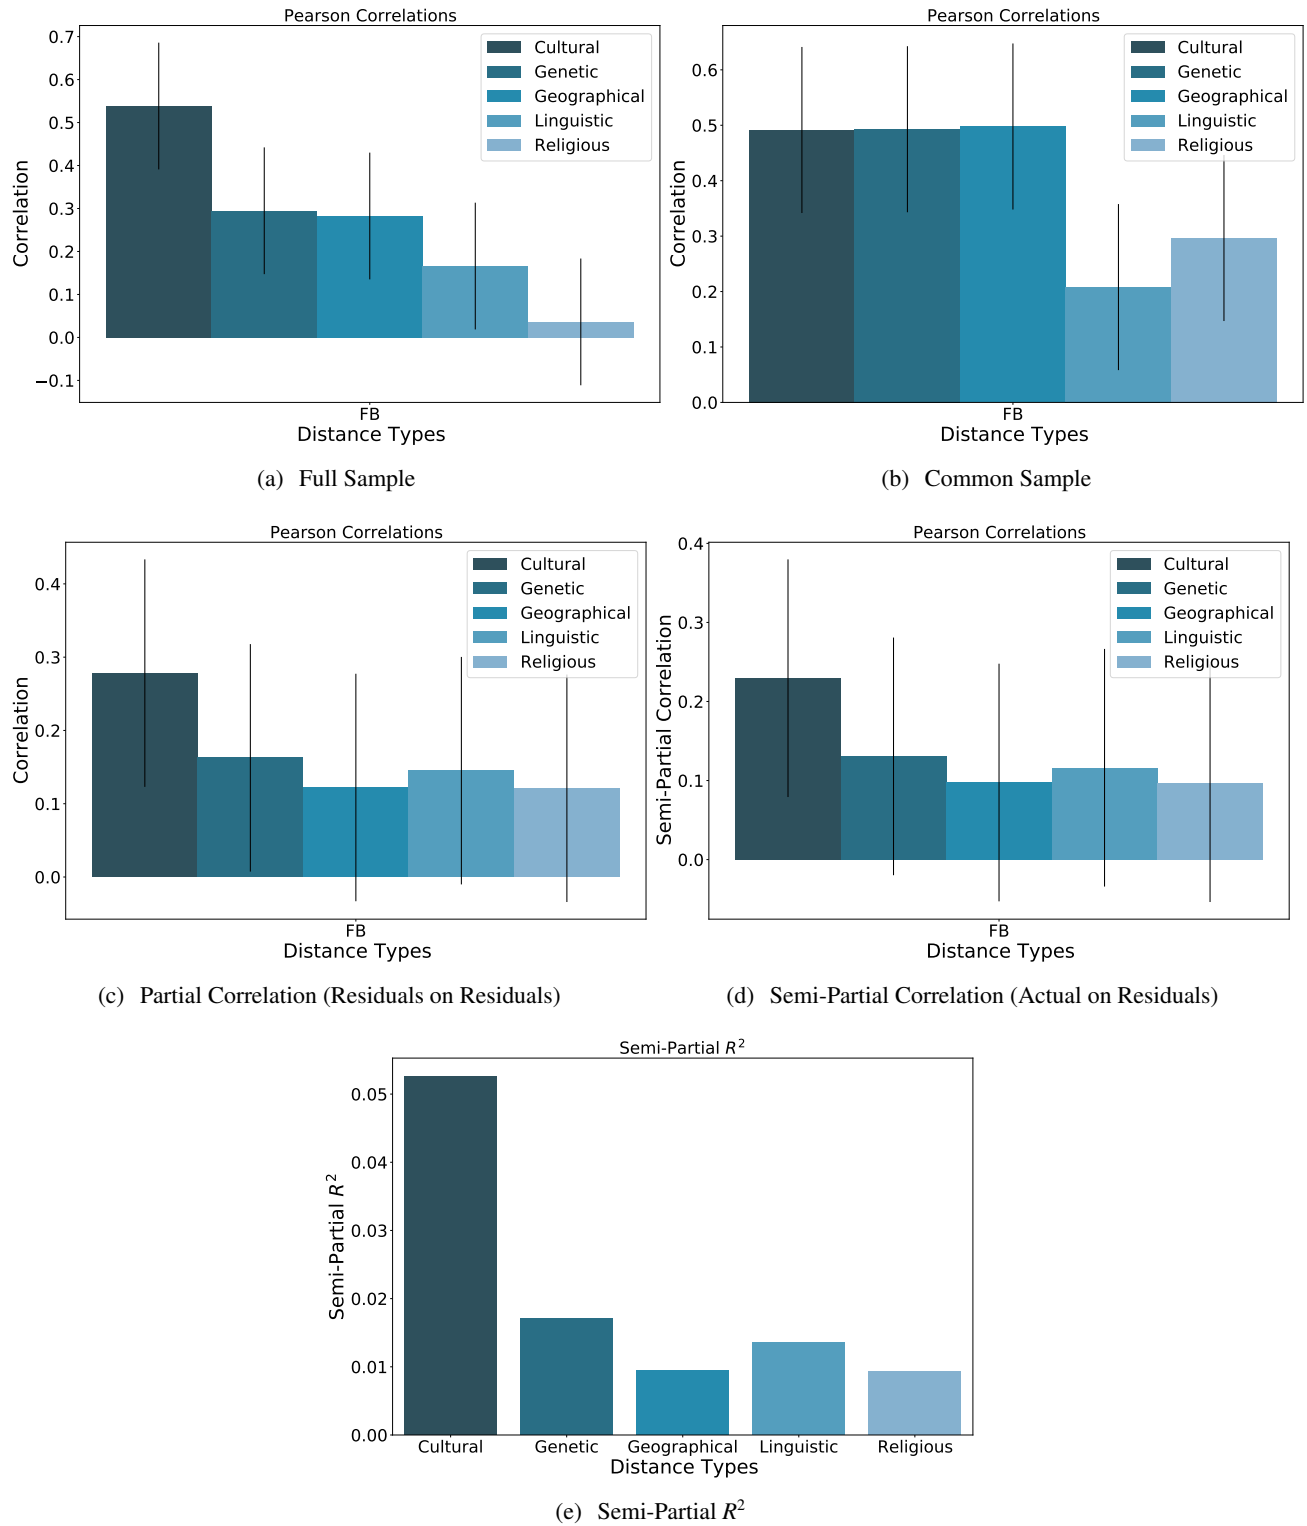 Pearson Correlations
Correlation
0.7
0.6
0.5
0.4
0.3
0.2
0.1
0.0
−0.1
Cultural
Genetic
Geographical
Linguistic
Religious
FB
Distance Types
(a) Full Sample
Pearson Correlations
Correlation
0.6
0.5
0.4
0.3
0.2
0.1
0.0
Cultural
Genetic
Geographical
Linguistic
Religious
FB
Distance Types
(b) Common Sample
Pearson Correlations
Correlation
0.4
0.3
0.2
0.1
0.0
Cultural
Genetic
Geographical
Linguistic
Religious
FB
Distance Types
(c) Partial Correlation (Residuals on Residuals)
Pearson Correlations
Semi-Partial Correlation
0.4
0.3
0.2
0.1
0.0
Cultural
Genetic
Geographical
Linguistic
Religious
FB
Distance Types
(d) Semi-Partial Correlation (Actual on Residuals)
Semi-Partial R²
Semi-Partial R²
0.05
0.04
0.03
0.02
0.01
0.00
Cultural Genetic Geographical Linguistic Religious
Distance Types
(e) Semi-Partial R²